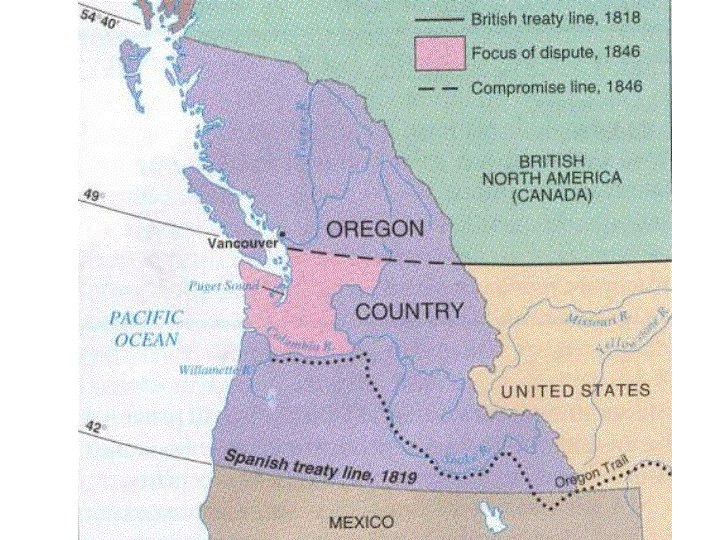 54°40'
British treaty line, 1818
Focus of dispute, 1846
Compromise line, 1846
BRITISH
NORTH AMERICA
(CANADA)
49°
Fraser R.
OREGON
Vancouver
Puget Sound
COUNTRY
PACIFIC
OCEAN
Missouri R.
Yellowstone R.
Columbia R.
Willamette R.
UNITED STATES
42°
Snake R.
Spanish treaty line, 1819
Oregon Trail
MEXICO